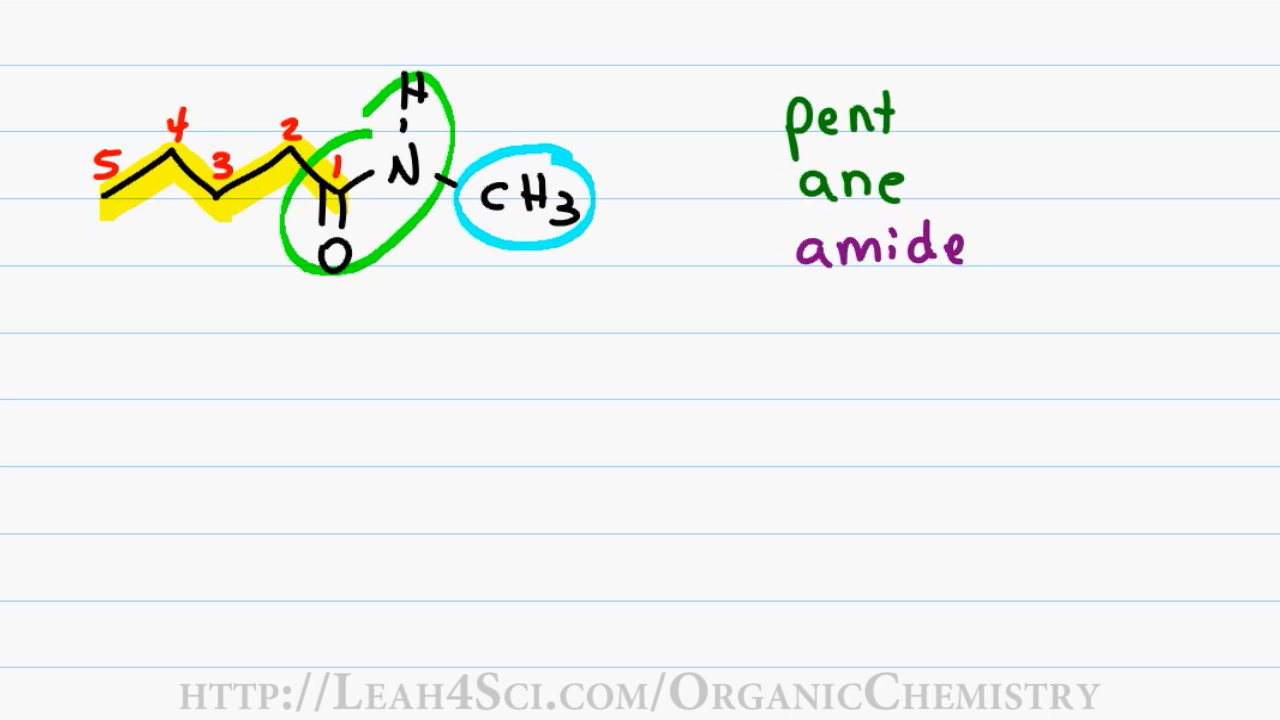 H
4 2
5 3 1 N CH3
O
pent
ane
amide
http://Leah4Sci.com/OrganicChemistry